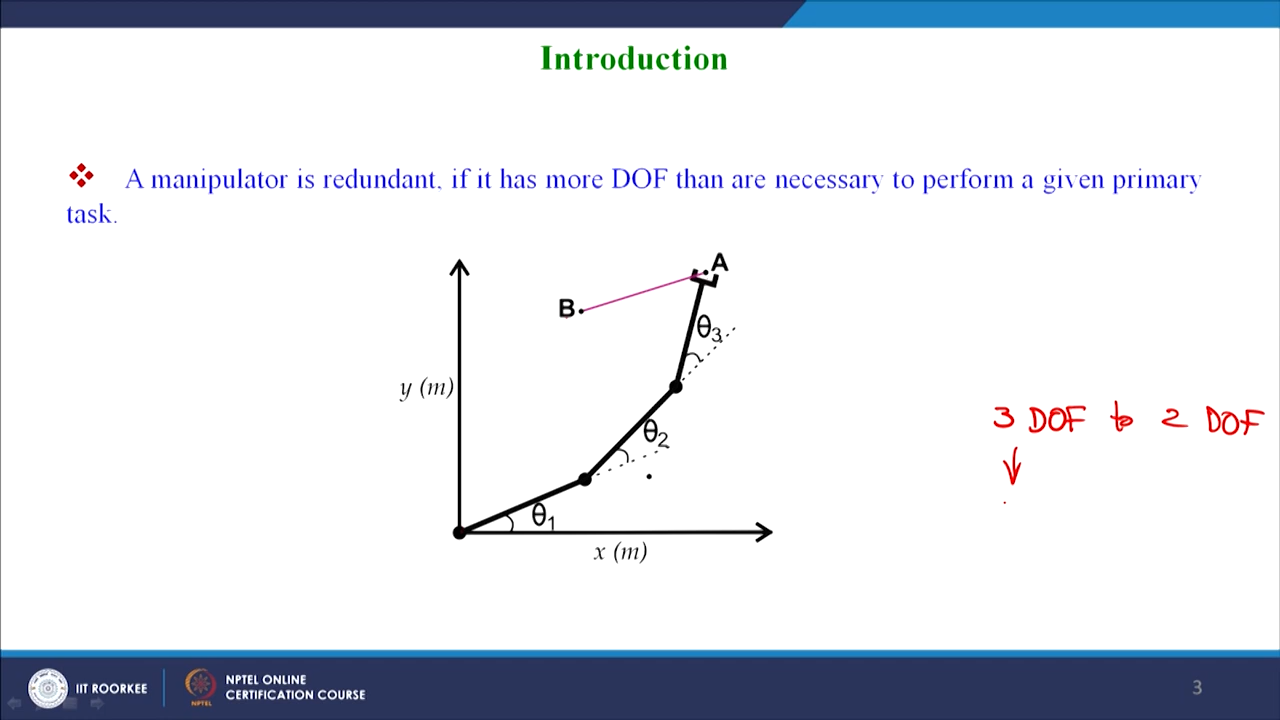 Introduction
A manipulator is redundant, if it has more DOF than are necessary to perform a given primary
task.
A
B
θ3
y (m)
3 DOF to 2 DOF
θ2
θ1
x (m)
IIT ROORKEE
NPTEL ONLINE
CERTIFICATION COURSE
NPTEL
3